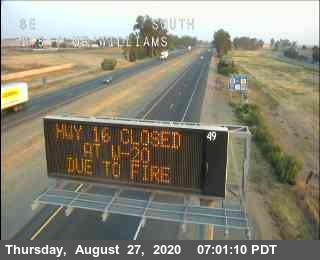 SE SOUTH
WILLIAMS
HWY 16 CLOSED
AT W-20
DUE TO FIRE
49
Thursday, August 27, 2020 07:01:10 PDT